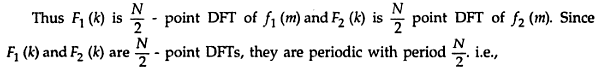 Thus F₁ (k) is N/2 - point DFT of f₁ (m) and F₂ (k) is N/2 point DFT of f₂ (m). Since
F₁ (k) and F₂ (k) are N/2 - point DFTs, they are periodic with period N/2. i.e.,